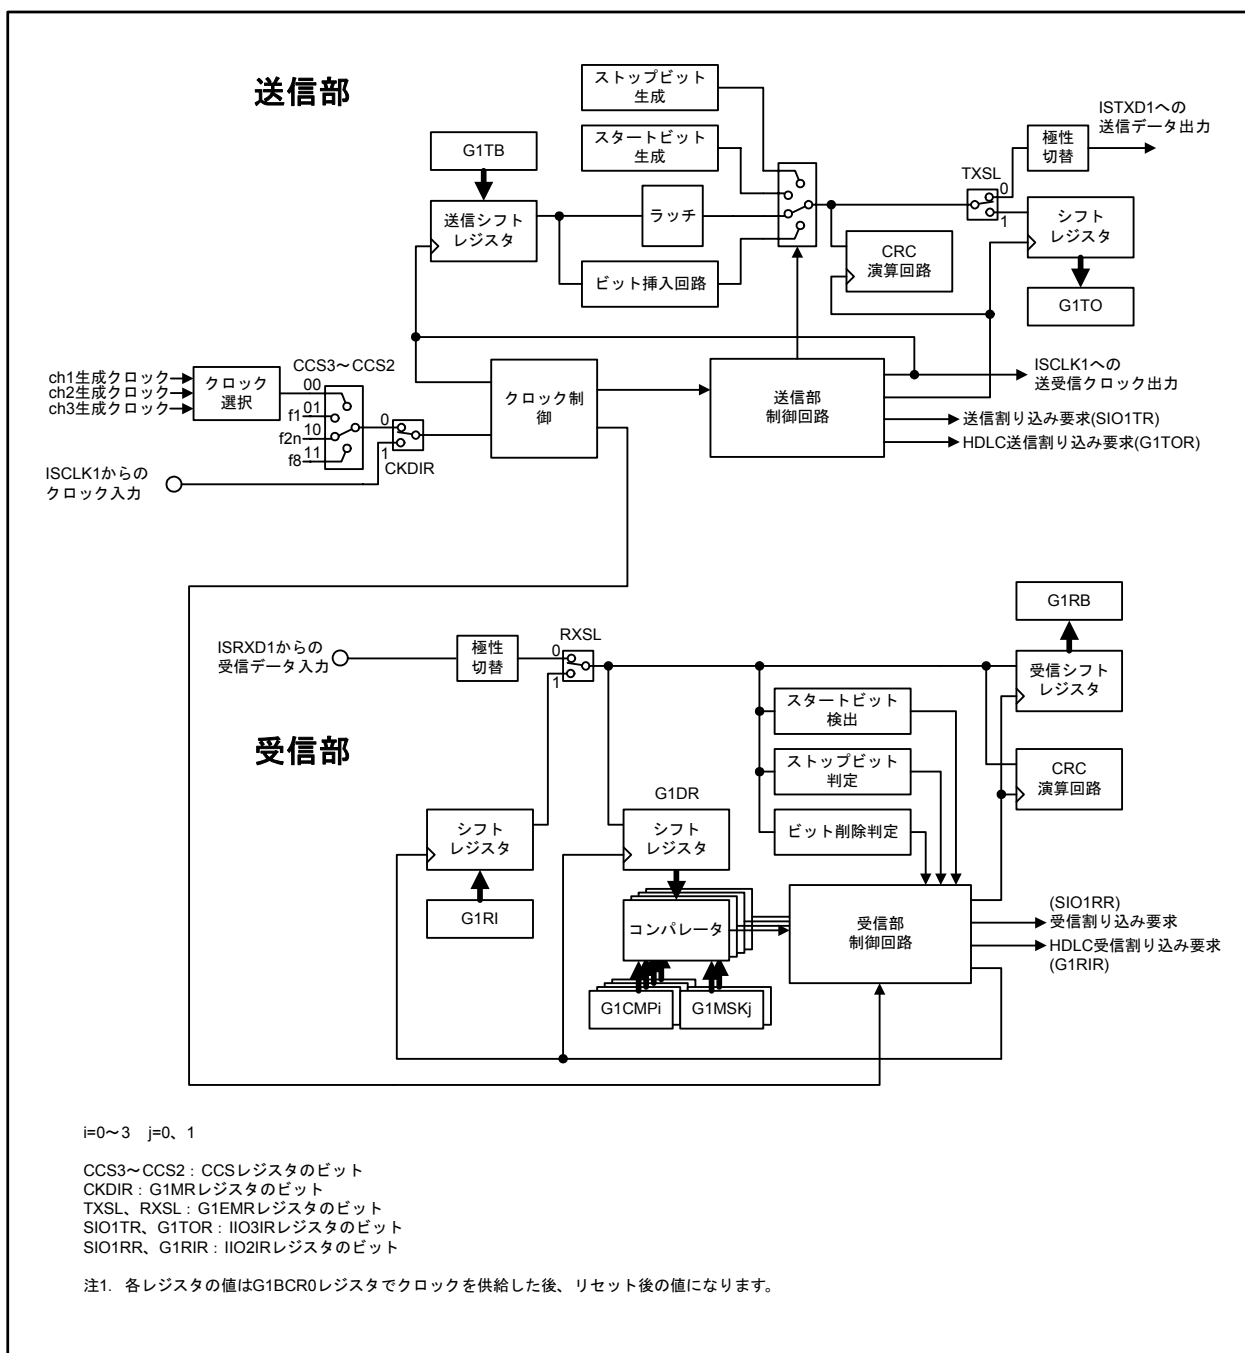 送信部
ストップビット
生成
スタートビット
生成
G1TB
送信シフト
レジスタ
ラッチ
ビット挿入回路
CRC
演算回路
TXSL
0
1
極性
切替
ISTXD1への
送信データ出力
シフト
レジスタ
G1TO
ch1生成クロック
ch2生成クロック
ch3生成クロック
クロック
選択
CCS3～CCS2
00
f1 01
f2n 10
f8 11
0
1
CKDIR
ISCLK1からの
クロック入力
クロック制
御
送信部
制御回路
ISCLK1への
送受信クロック出力
送信割り込み要求(SIO1TR)
HDLC送信割り込み要求(G1TOR)
ISRXD1からの
受信データ入力
極性
切替
RXSL
0
1
G1RB
受信シフト
レジスタ
スタートビット
検出
ストップビット
判定
ビット削除判定
CRC
演算回路
受信部
シフト
レジスタ
G1RI
G1DR
シフト
レジスタ
コンパレータ
G1CMPi
G1MSKj
受信部
制御回路
(SIO1RR)
受信割り込み要求
HDLC受信割り込み要求
(G1RIR)
i=0～3 j=0、1
CCS3～CCS2：CCSレジスタのビット
CKDIR：G1MRレジスタのビット
TXSL、RXSL：G1EMRレジスタのビット
SIO1TR、G1TOR：IIO3IRレジスタのビット
SIO1RR、G1RIR：IIO2IRレジスタのビット
注1. 各レジスタの値はG1BCR0レジスタでクロックを供給した後、リセット後の値になります。